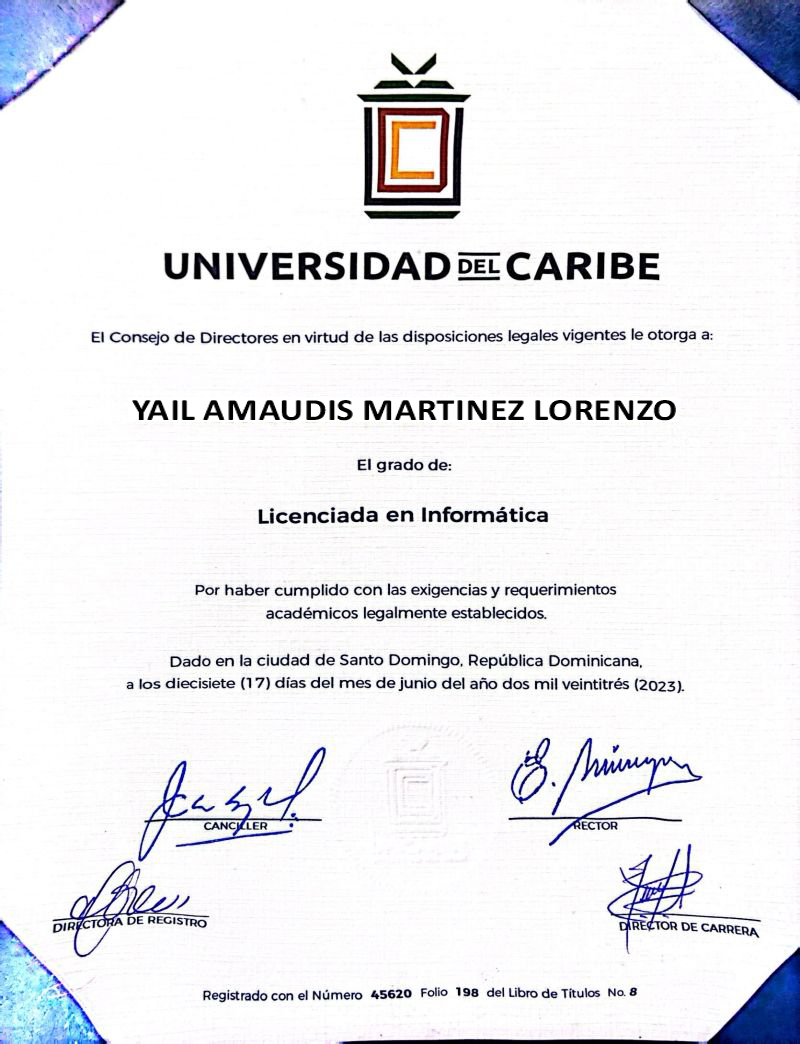 UNIVERSIDAD DEL CARIBE
El Consejo de Directores en virtud de las disposiciones legales vigentes le otorga a:
YAIL AMAUDIS MARTINEZ LORENZO
El grado de:
Licenciada en Informática
Por haber cumplido con las exigencias y requerimientos
académicos legalmente establecidos.
Dado en la ciudad de Santo Domingo, República Dominicana,
a los diecisiete (17) días del mes de junio del año dos mil veintitrés (2023).
CANCILLER
RECTOR
DIRECTORA DE REGISTRO
DIRECTOR DE CARRERA
Registrado con el Número 45620 Folio 198 del Libro de Títulos No. 8